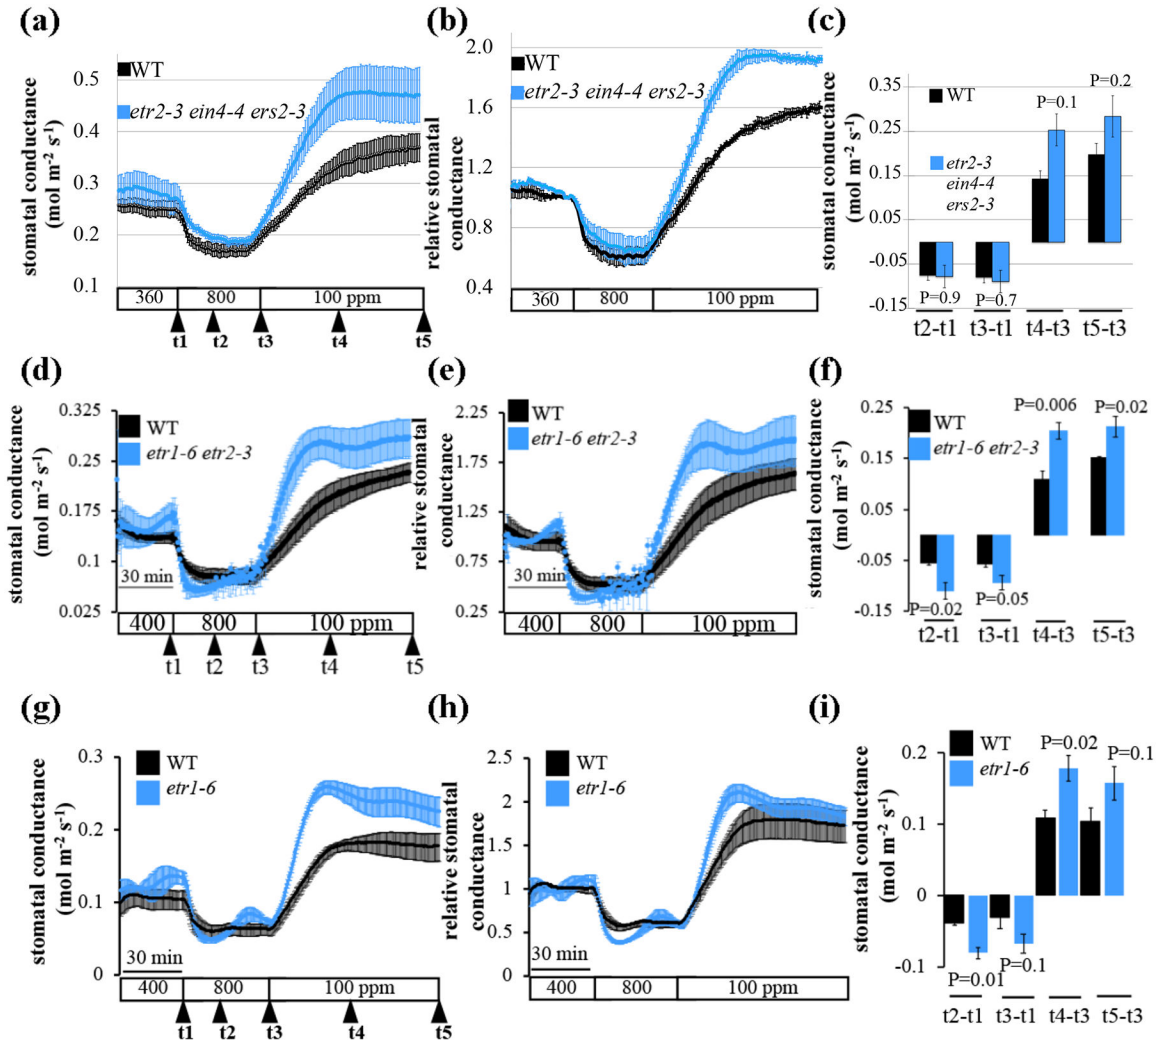 (a)
stomatal conductance
(mol m⁻² s⁻¹)
0.5
0.4
0.3
0.2
0.1
WT
etr2-3 ein4-4 ers2-3
360
800
100 ppm
t1
t2
t3
t4
t5
(b)
relative stomatal
conductance
2.0
1.6
1.2
0.8
0.4
WT
etr2-3 ein4-4 ers2-3
360
800
100 ppm
(c)
stomatal conductance
(mol m⁻² s⁻¹)
0.35
0.25
0.15
0.05
-0.05
-0.15
WT
etr2-3
ein4-4
ers2-3
P=0.1
P=0.2
P=0.9
P=0.7
t2-t1
t3-t1
t4-t3
t5-t3
(d)
stomatal conductance
(mol m⁻² s⁻¹)
0.325
0.25
0.175
0.1
0.025
WT
etr1-6 etr2-3
30 min
400
800
100 ppm
t1
t2
t3
t4
t5
(e)
relative stomatal
conductance
2.25
1.75
1.25
0.75
0.25
WT
etr1-6 etr2-3
30 min
400
800
100 ppm
(f)
stomatal conductance
(mol m⁻² s⁻¹)
0.25
0.15
0.05
-0.05
-0.15
WT
etr1-6 etr2-3
P=0.006
P=0.02
P=0.02
P=0.05
t2-t1
t3-t1
t4-t3
t5-t3
(g)
stomatal conductance
(mol m⁻² s⁻¹)
0.3
0.2
0.1
0
WT
etr1-6
30 min
400
800
100 ppm
t1
t2
t3
t4
t5
(h)
relative stomatal
conductance
2.5
2
1.5
1
0.5
0
WT
etr1-6
30 min
400
800
100 ppm
(i)
stomatal conductance
(mol m⁻² s⁻¹)
0.2
0.1
0
-0.1
WT
etr1-6
P=0.02
P=0.1
P=0.01
P=0.1
t2-t1
t3-t1
t4-t3
t5-t3